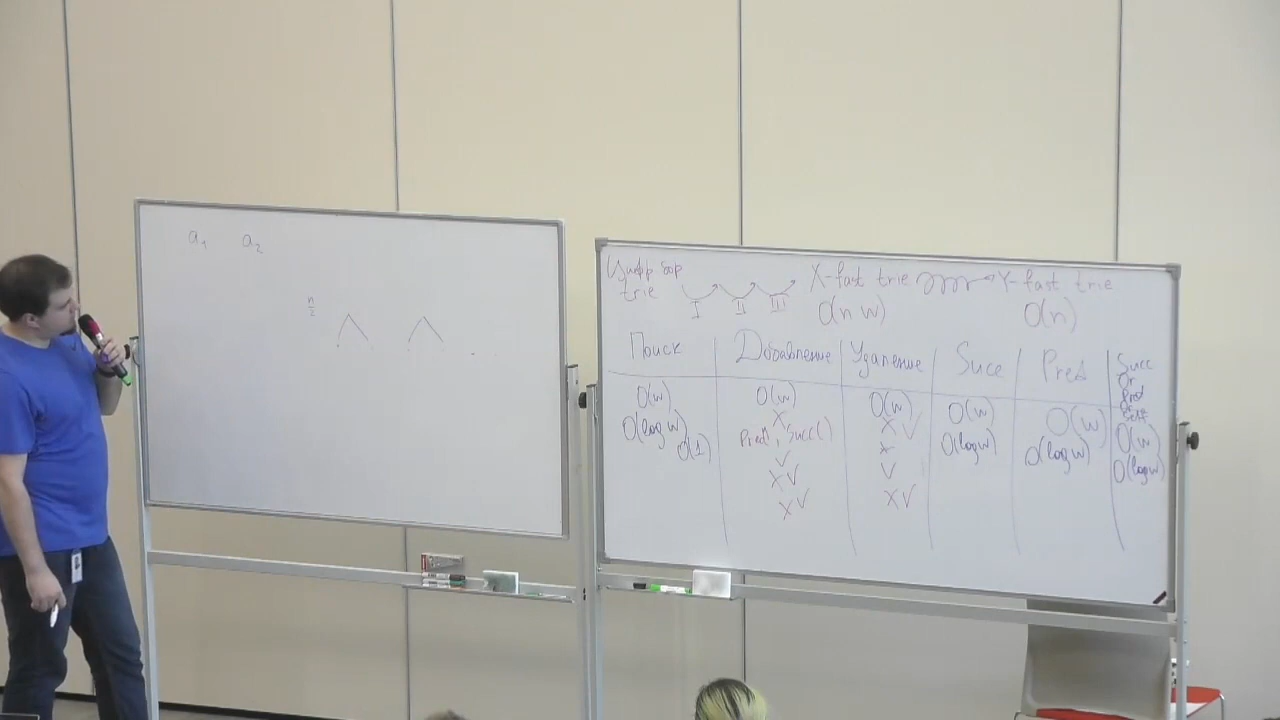 a₁ a₂
n/2
Цифр бор X-fast trie Y-fast trie
trie I II III O(n w) O(n)
Поиск Добавление Удаление Succ Pred Succ Or Pred Or Self
O(w) O(w) O(w) O(w) O(w) O(w)
O(log w) O(1) X X V O(log w) O(log w) O(log w)
Pred(, Succ() X
V V
X V X V
X V